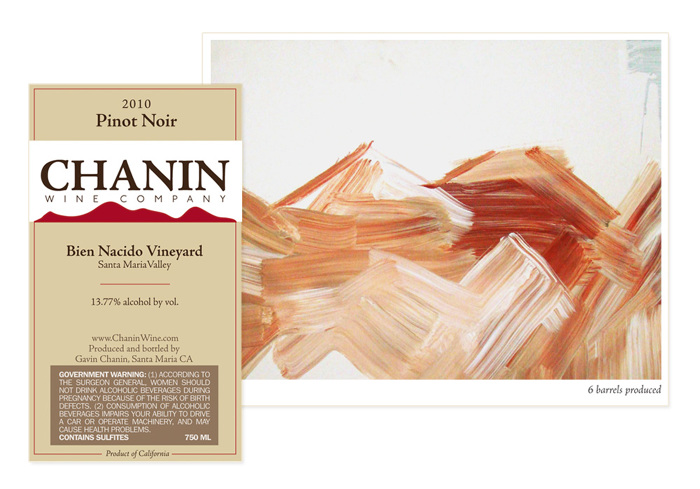 2010
Pinot Noir
CHANIN
WINE COMPANY
Bien Nacido Vineyard
Santa MariaValley
13.77% alcohol by vol.
www.ChaninWine.com
Produced and bottled by
Gavin Chanin, Santa Maria CA
GOVERNMENT WARNING: (1) ACCORDING TO
THE SURGEON GENERAL, WOMEN SHOULD
NOT DRINK ALCOHOLIC BEVERAGES DURING
PREGNANCY BECAUSE OF THE RISK OF BIRTH
DEFECTS. (2) CONSUMPTION OF ALCOHOLIC
BEVERAGES IMPAIRS YOUR ABILITY TO DRIVE
A CAR OR OPERATE MACHINERY, AND MAY
CAUSE HEALTH PROBLEMS.
CONTAINS SULFITES 750 ML
Product of California
6 barrels produced